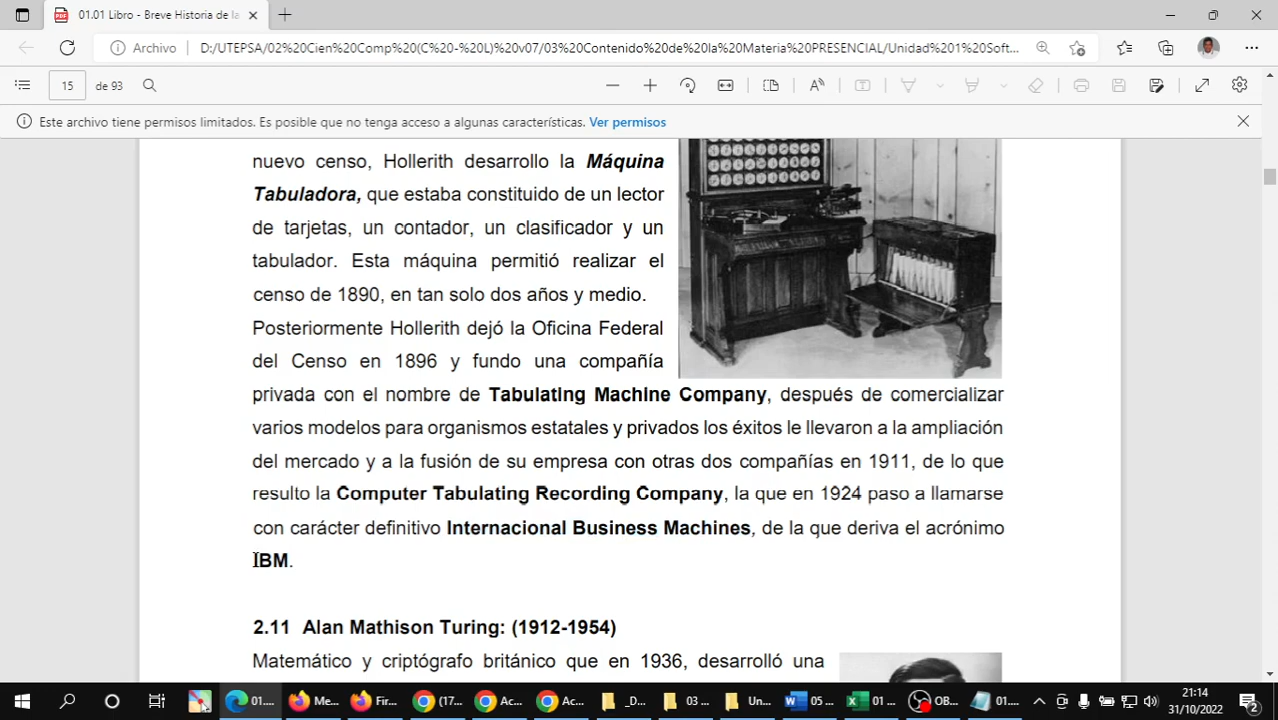 01.01 Libro - Breve Historia de la
Archivo
D:/UTEPSA/02%20Cien%20Comp%20(C%20-%20L)%20v07/03%20Contenido%20de%20la%20Materia%20PRESENCIAL/Unidad%201%20Soft...
15 de 93
Este archivo tiene permisos limitados. Es posible que no tenga acceso a algunas características. Ver permisos
nuevo censo, Hollerith desarrollo la Máquina
Tabuladora, que estaba constituido de un lector
de tarjetas, un contador, un clasificador y un
tabulador. Esta máquina permitió realizar el
censo de 1890, en tan solo dos años y medio.
Posteriormente Hollerith dejó la Oficina Federal
del Censo en 1896 y fundo una compañía
privada con el nombre de Tabulating Machine Company, después de comercializar
varios modelos para organismos estatales y privados los éxitos le llevaron a la ampliación
del mercado y a la fusión de su empresa con otras dos compañías en 1911, de lo que
resulto la Computer Tabulating Recording Company, la que en 1924 paso a llamarse
con carácter definitivo Internacional Business Machines, de la que deriva el acrónimo
IBM.
2.11 Alan Mathison Turing: (1912-1954)
Matemático y criptógrafo británico que en 1936, desarrolló una
01.... Me... Fir... (17... Ac... Ac... _D... 03 ... Un... 05 ... 01 ... OB... 01....
21:14
31/10/2022
2